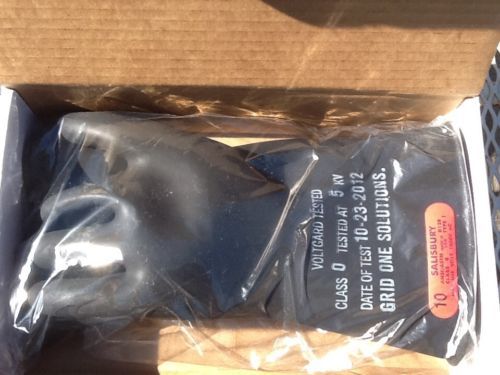 VOLTGARD TESTED
CLASS 0 TESTED AT 5 KV
DATE OF TEST 10-23-2012
GRID ONE SOLUTIONS.
10
SALISBURY